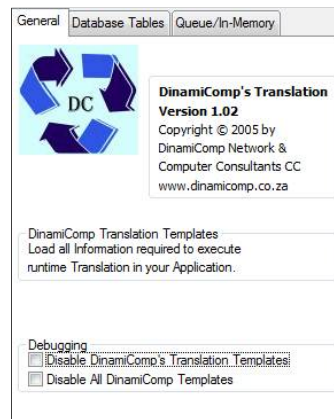 General
Database Tables
Queue/In-Memory
DC
DinamiComp's Translation
Version 1.02
Copyright © 2005 by
DinamiComp Network &
Computer Consultants CC
www.dinamicomp.co.za
DinamiComp Translation Templates
Load all Information required to execute
runtime Translation in your Application.
Debugging
Disable DinamiComp's Translation Templates
Disable All DinamiComp Templates